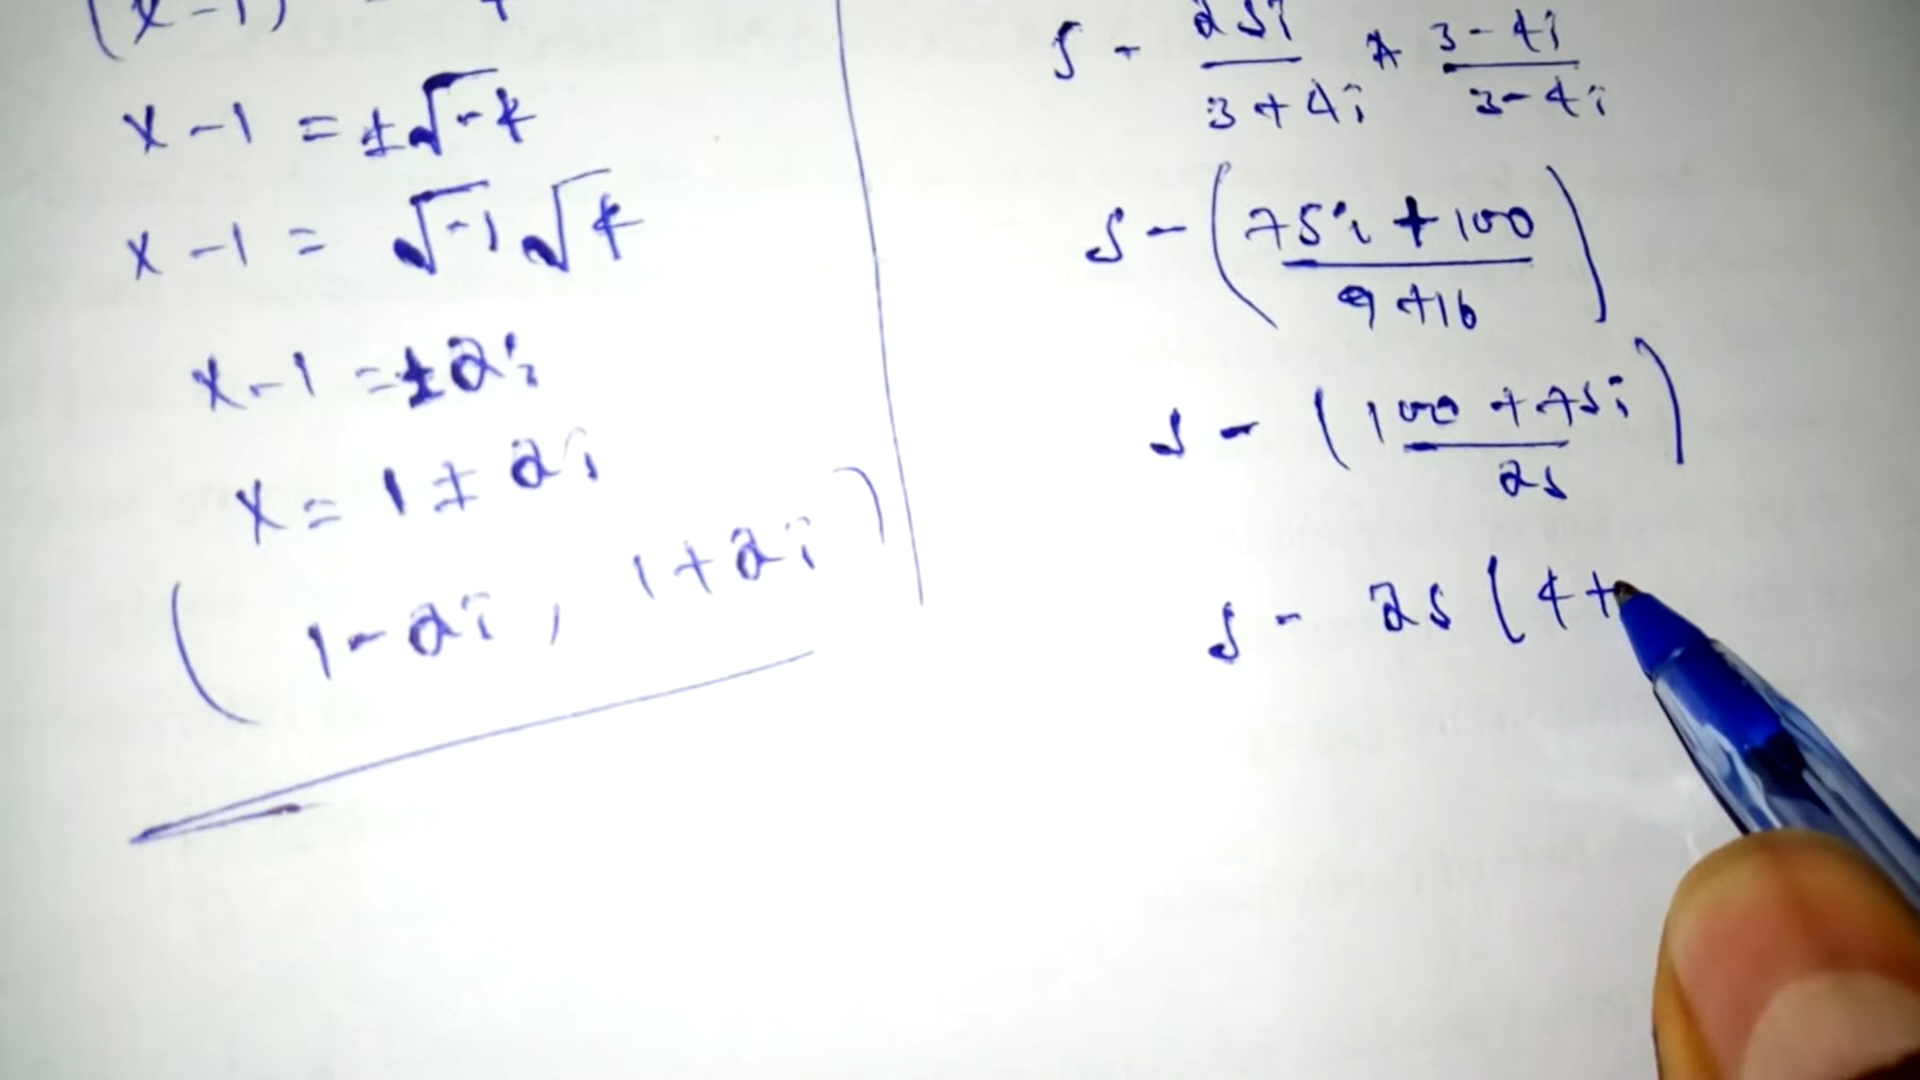 (x-1)
x-1 = ±√-4
x-1 = √-1 √4
x-1 = ±2i
x = 1 ± 2i
(1-2i, 1+2i)
5 - 25i/3+4i × 3-4i/3-4i
5 - (75i + 100/9+16)
5 - (100 + 75i/25)
5 - 25(4+